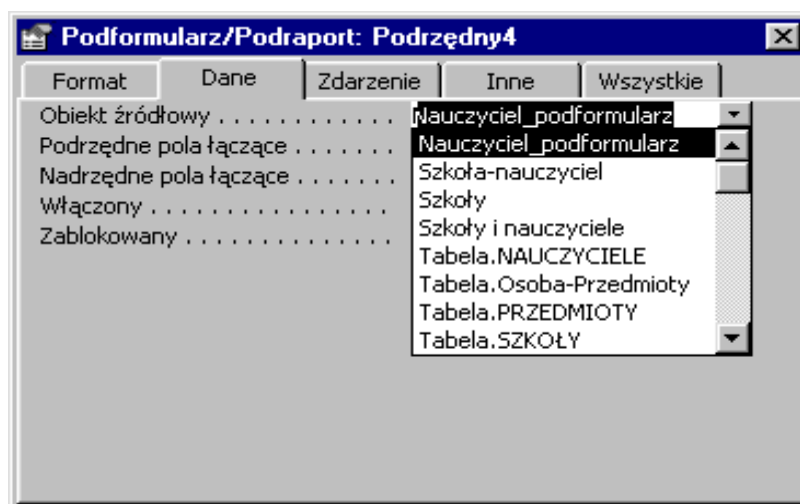 Podformularz/Podraport: Podrzędny4
Format Dane Zdarzenie Inne Wszystkie
Obiekt źródłowy . . . . . . . . . . . . Nauczyciel_podformularz
Podrzędne pola łączące . . . . . . . Nauczyciel_podformularz
Nadrzędne pola łączące . . . . . . . Szkoła-nauczyciel
Włączony . . . . . . . . . . . . . . . . Szkoły
Zablokowany . . . . . . . . . . . . . . Szkoły i nauczyciele
Tabela.NAUCZYCIELE
Tabela.Osoba-Przedmioty
Tabela.PRZEDMIOTY
Tabela.SZKOŁY